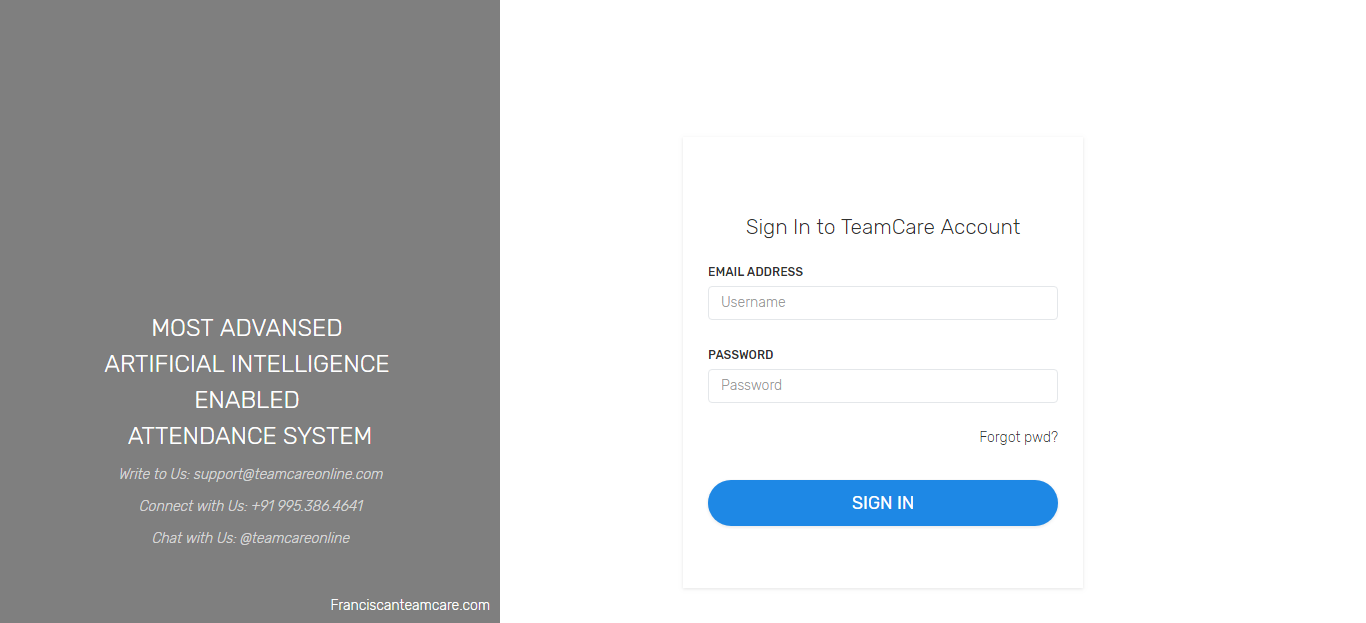 MOST ADVANSED
ARTIFICIAL INTELLIGENCE
ENABLED
ATTENDANCE SYSTEM
Write to Us: support@teamcareonline.com
Connect with Us: +91 995.386.4641
Chat with Us: @teamcareonline
Franciscanteamcare.com
Sign In to TeamCare Account
EMAIL ADDRESS
Username
PASSWORD
Password
Forgot pwd?
SIGN IN